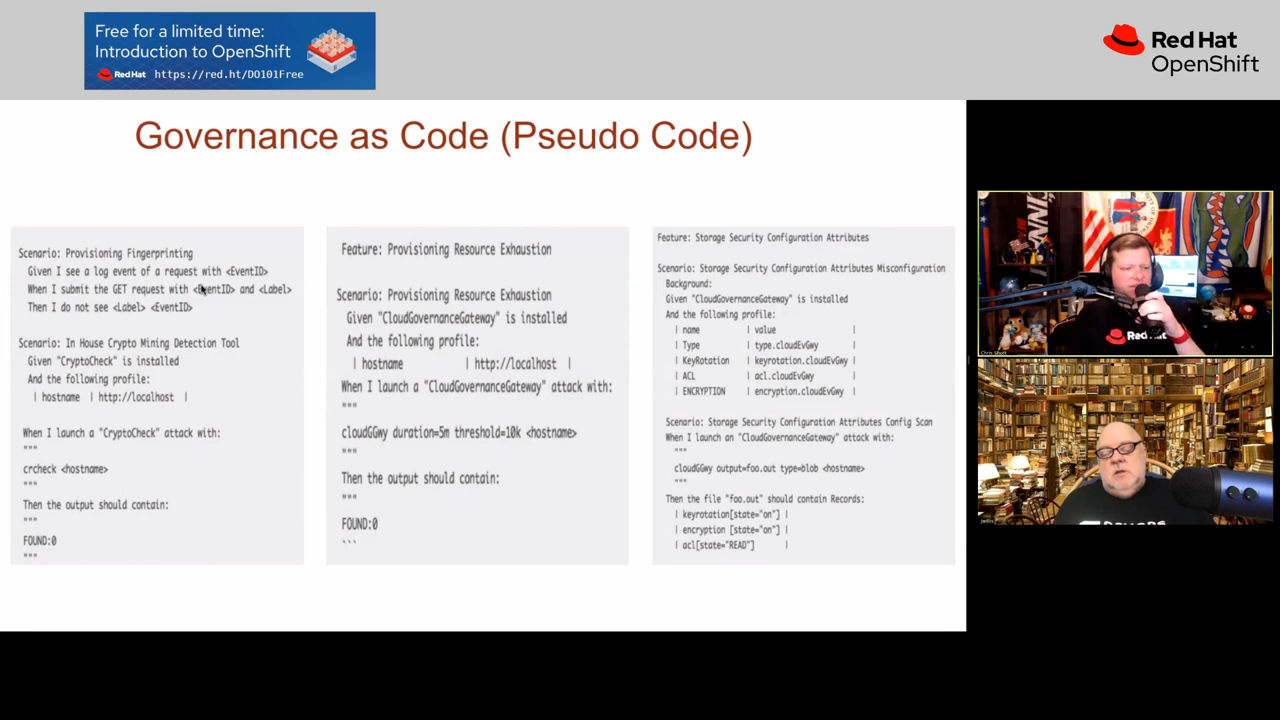 Free for a limited time:
Introduction to OpenShift
Red Hat https://red.ht/DO101Free
Red Hat
OpenShift
Governance as Code (Pseudo Code)
Scenario: Provisioning Fingerprinting
Given I see a log event of a request with <EventID>
When I submit the GET request with <EventID> and <Label>
Then I do not see <Label> <EventID>
Scenario: In House Crypto Mining Detection Tool
Given "CryptoCheck" is installed
And the following profile:
| hostname | http://localhost |
When I launch a "CryptoCheck" attack with:
"""
crcheck <hostname>
"""
Then the output should contain:
"""
FOUND:0
"""
Feature: Provisioning Resource Exhaustion
Scenario: Provisioning Resource Exhaustion
Given "CloudGovernanceGateway" is installed
And the following profile:
| hostname | http://localhost |
When I launch a "CloudGovernanceGateway" attack with:
"""
cloudGGwy duration=5m threshold=10k <hostname>
"""
Then the output should contain:
"""
FOUND:0
```
Feature: Storage Security Configuration Attributes
Scenario: Storage Security Configuration Attributes Misconfiguration
Background:
Given "CloudGovernanceGateway" is installed
And the following profile:
| name | value |
| Type | type.cloudEvGwy |
| KeyRotation | keyrotation.cloudEvGwy |
| ACL | acl.cloudEvGwy |
| ENCRYPTION | encryption.cloudEvGwy |
Scenario: Storage Security Configuration Attributes Config Scan
When I launch an "CloudGovernanceGateway" attack with:
"""
cloudGGwy output=foo.out type=blob <hostname>
"""
Then the file "foo.out" should contain Records:
| keyrotation[state="on"] |
| encryption [state="on"] |
| acl[state="READ"] |
Red Hat
Chris Short
jwillis